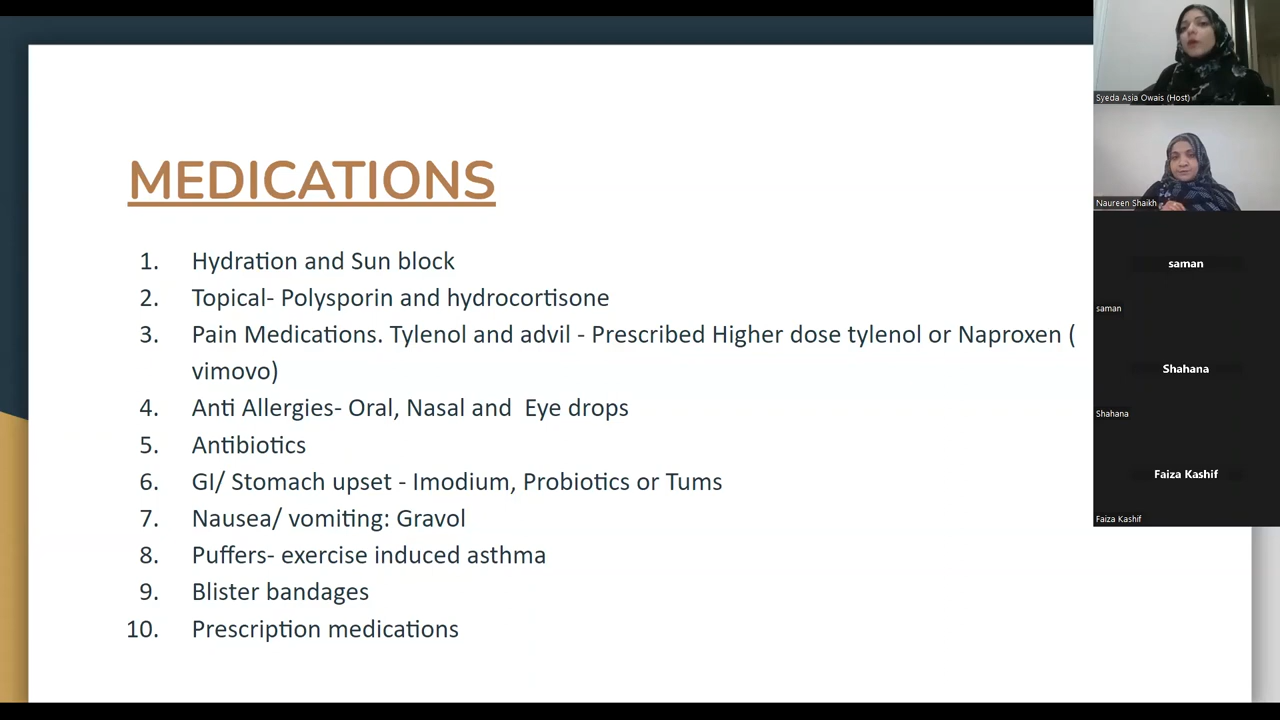 MEDICATIONS
1. Hydration and Sun block
2. Topical- Polysporin and hydrocortisone
3. Pain Medications. Tylenol and advil - Prescribed Higher dose tylenol or Naproxen (
vimovo)
4. Anti Allergies- Oral, Nasal and Eye drops
5. Antibiotics
6. GI/ Stomach upset - Imodium, Probiotics or Tums
7. Nausea/ vomiting: Gravol
8. Puffers- exercise induced asthma
9. Blister bandages
10. Prescription medications
Syeda Asia Owais (Host)
Naureen Shaikh
saman
saman
Shahana
Shahana
Faiza Kashif
Faiza Kashif